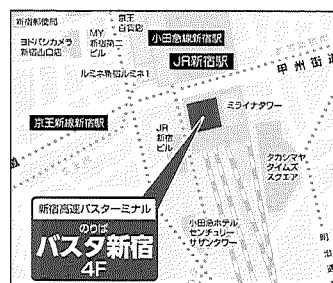 新宿郵便局
ヨドバシカメラ
新宿西口店
MY
新宿第二
ビル
京王
百貨店
小田急線新宿駅
JR新宿駅
ルミネ新宿ルミネ1
甲州街道
京王新線新宿駅
道
JR
新宿
ビル
ミライナタワー
タカシマヤ
タイムズ
スクエア
小田急ホテル
センチュリー
サザンタワー
明治通
新宿高速バスターミナル
のりば
バスタ新宿
4F